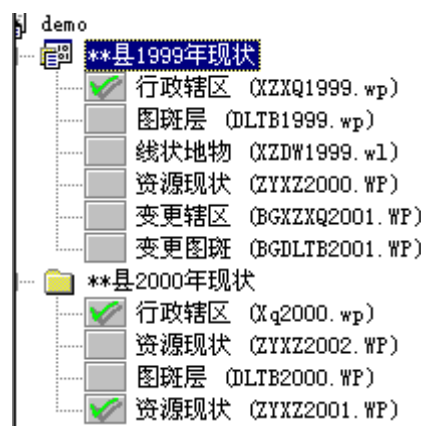 demo
**县1999年现状
行政辖区 (XZXQ1999.wp)
图斑层 (DLTB1999.wp)
线状地物 (XZDW1999.wl)
资源现状 (ZYXZ2000.WP)
变更辖区 (BGXZXQ2001.WP)
变更图斑 (BGDLTB2001.WP)
**县2000年现状
行政辖区 (Xq2000.wp)
资源现状 (ZYXZ2002.WP)
图斑层 (DLTB2000.WP)
资源现状 (ZYXZ2001.WP)